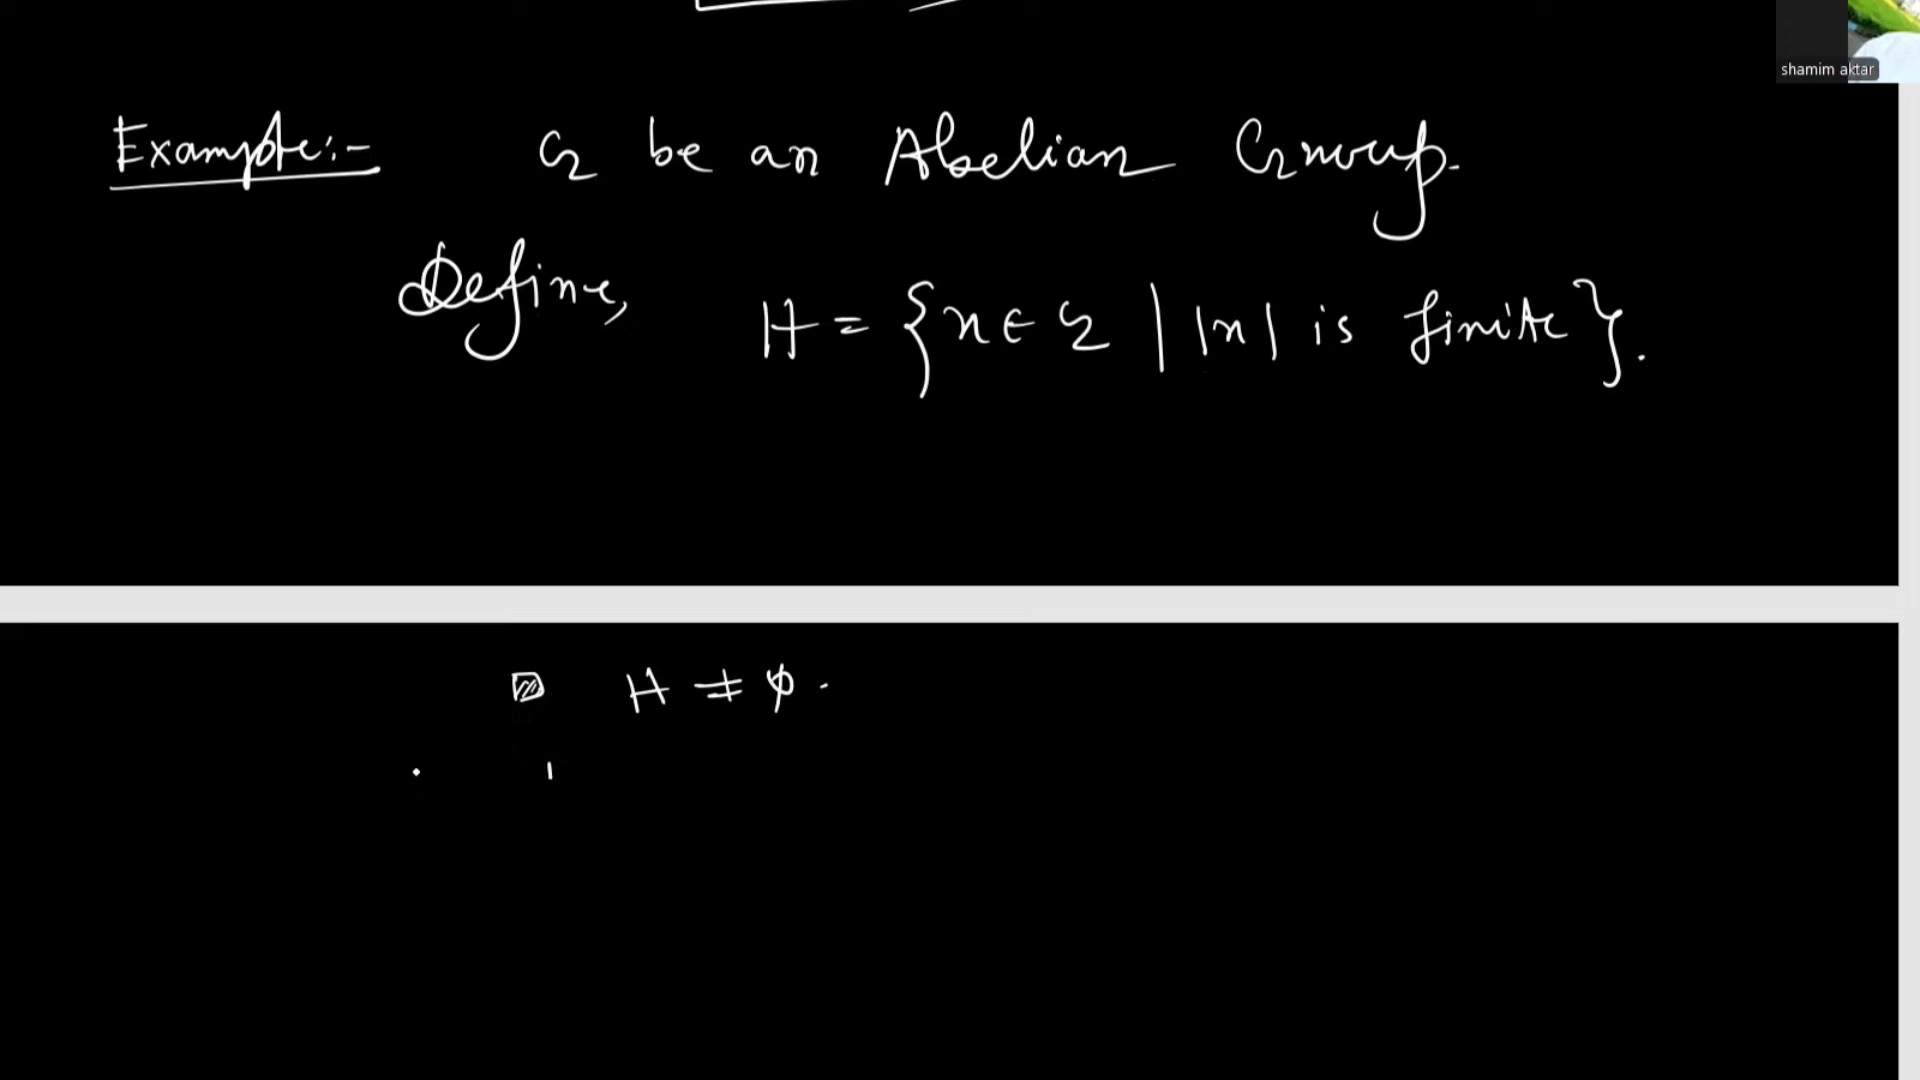 shamim aktar
Example:- G be an Abelian Group.
Define, H = {x ∈ G | |x| is finite}.
H ≠ φ.